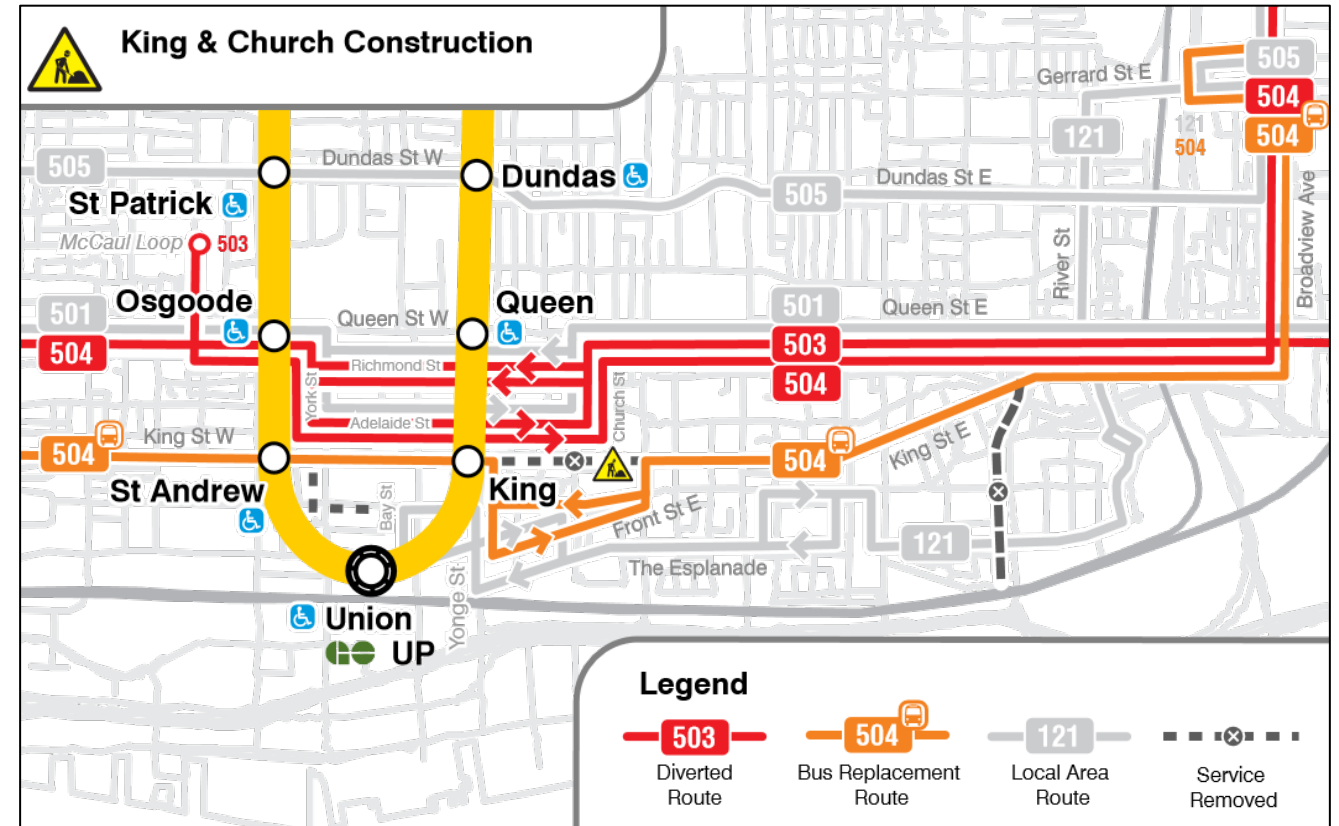 King & Church Construction
505
Gerrard St E
504
121
121
504
504
Dundas St W
505
Dundas
Dundas St E
505
St Patrick
McCaul Loop
503
River St
Broadview Ave
Osgoode
Queen
501
501
Queen St W
Queen St E
504
503
504
Richmond St
York St
Adelaide St
Church St
King St W
504
504
King St E
St Andrew
King
Bay St
Front St E
121
The Esplanade
Yonge St
Union
GO UP
Legend
503
504
121
Diverted
Route
Bus Replacement
Route
Local Area
Route
Service
Removed